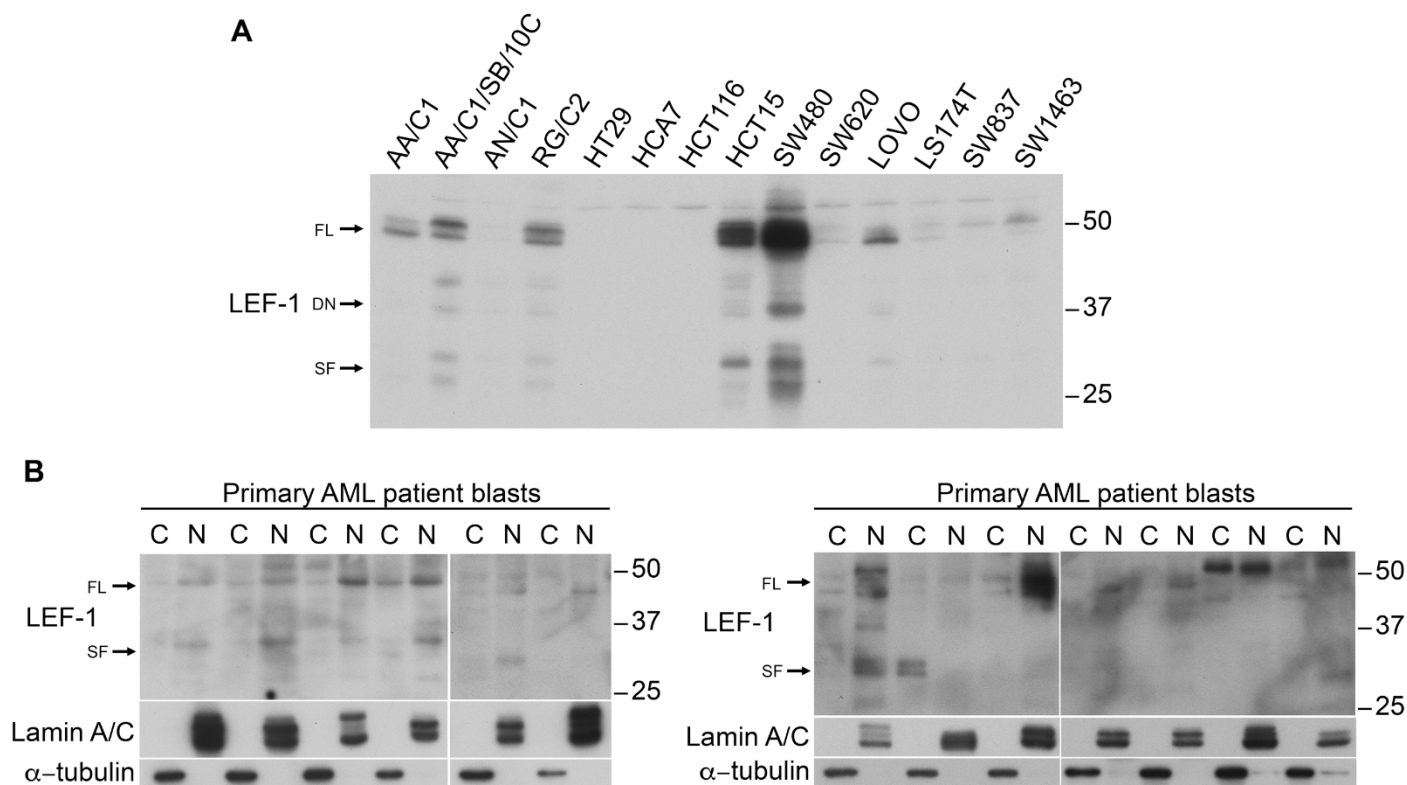 A
AA/C1
AA/C1/SB/10C
AN/C1
RG/C2
HT29
HCA7
HCT116
HCT15
SW480
SW620
LOVO
LS174T
SW837
SW1463
FL
LEF-1
DN
SF
–50
–37
–25
B
Primary AML patient blasts
C N C N C N C N C N C N
FL
LEF-1
SF
–50
–37
–25
Lamin A/C
α–tubulin
Primary AML patient blasts
C N C N C N C N C N C N C N
FL
LEF-1
SF
–50
–37
–25
Lamin A/C
α–tubulin